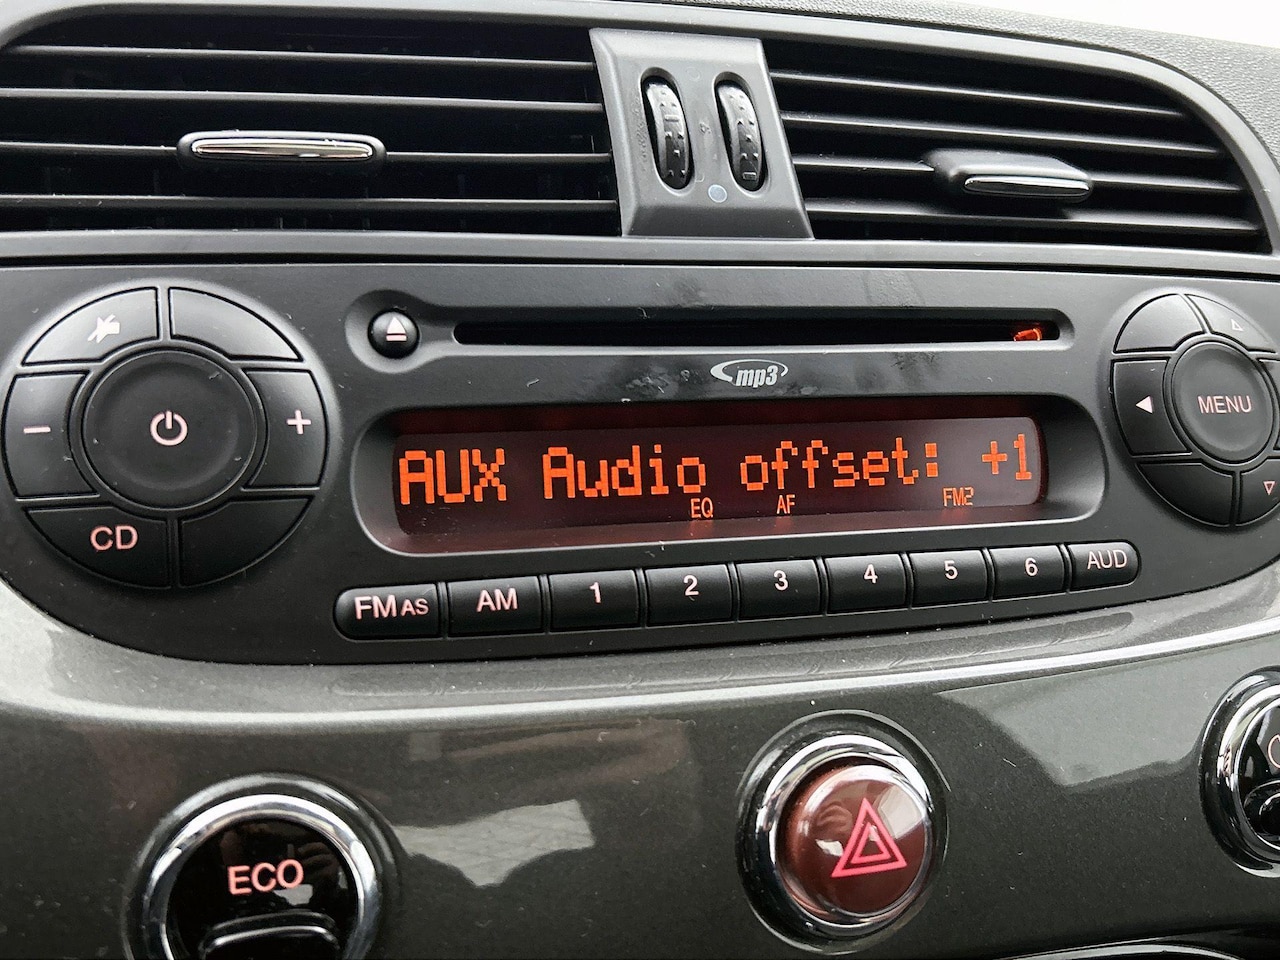 mp3
MENU
AUX Audio offset: +1
EQ AF FM2
CD
FM AS AM 1 2 3 4 5 6 AUD
ECO